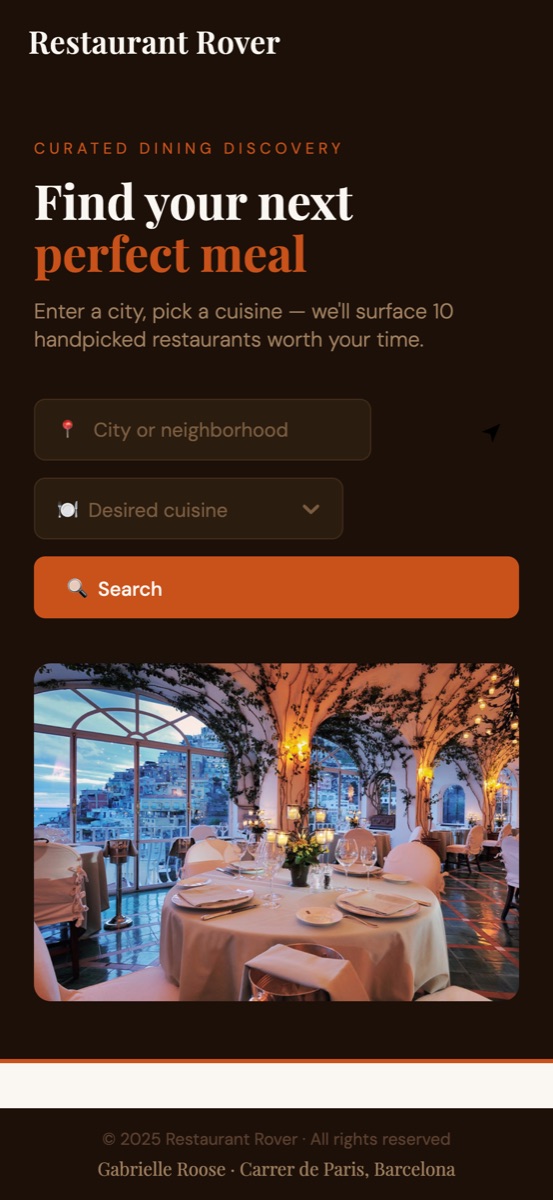 Restaurant Rover
CURATED DINING DISCOVERY
Find your next
perfect meal
Enter a city, pick a cuisine — we'll surface 10
handpicked restaurants worth your time.
City or neighborhood
Desired cuisine
Search
© 2025 Restaurant Rover · All rights reserved
Gabrielle Roose · Carrer de Paris, Barcelona